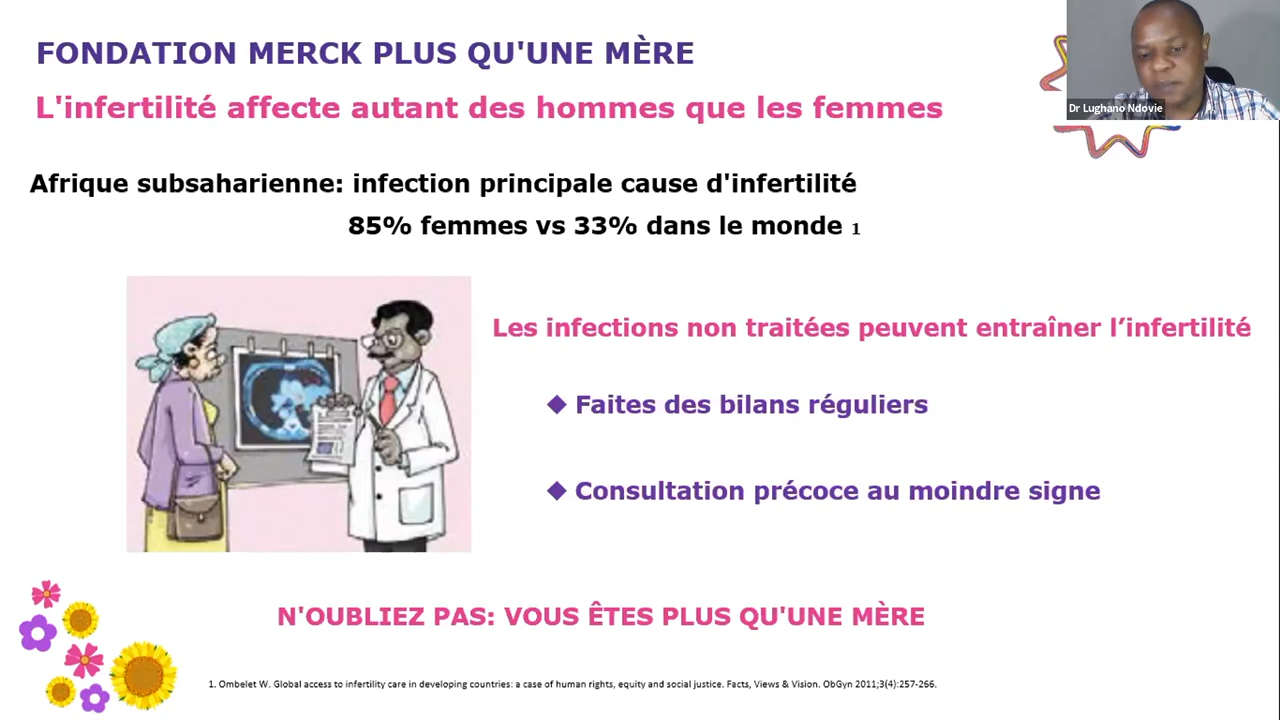 FONDATION MERCK PLUS QU'UNE MÈRE
Dr Lughano Ndovie
L'infertilité affecte autant des hommes que les femmes
Afrique subsaharienne: infection principale cause d'infertilité
85% femmes vs 33% dans le monde 1
Les infections non traitées peuvent entraîner l’infertilité
◆ Faites des bilans réguliers
◆ Consultation précoce au moindre signe
N'OUBLIEZ PAS: VOUS ÊTES PLUS QU'UNE MÈRE
1. Ombelet W. Global access to infertility care in developing countries: a case of human rights, equity and social justice. Facts, Views & Vision. ObGyn 2011;3(4):257-266.